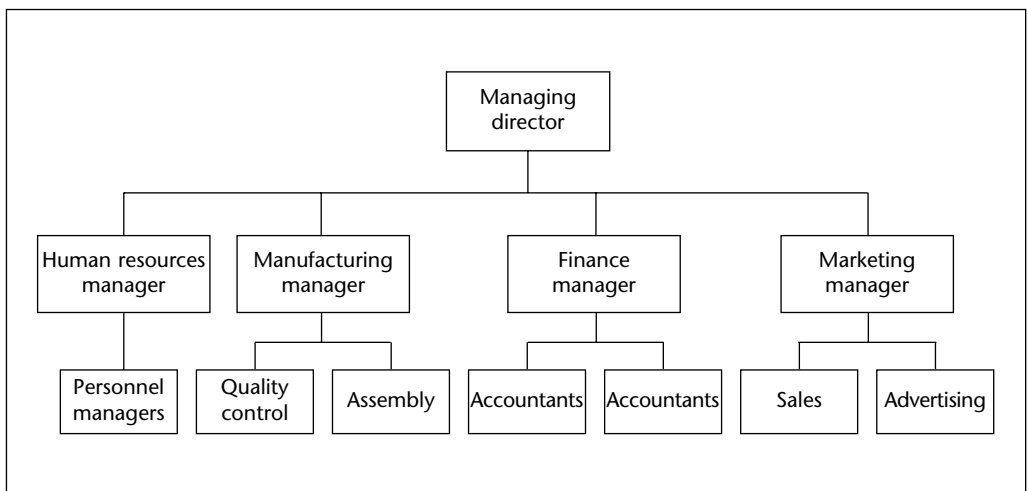 Managing
director
Human resources
manager
Manufacturing
manager
Finance
manager
Marketing
manager
Personnel
managers
Quality
control
Assembly
Accountants
Accountants
Sales
Advertising